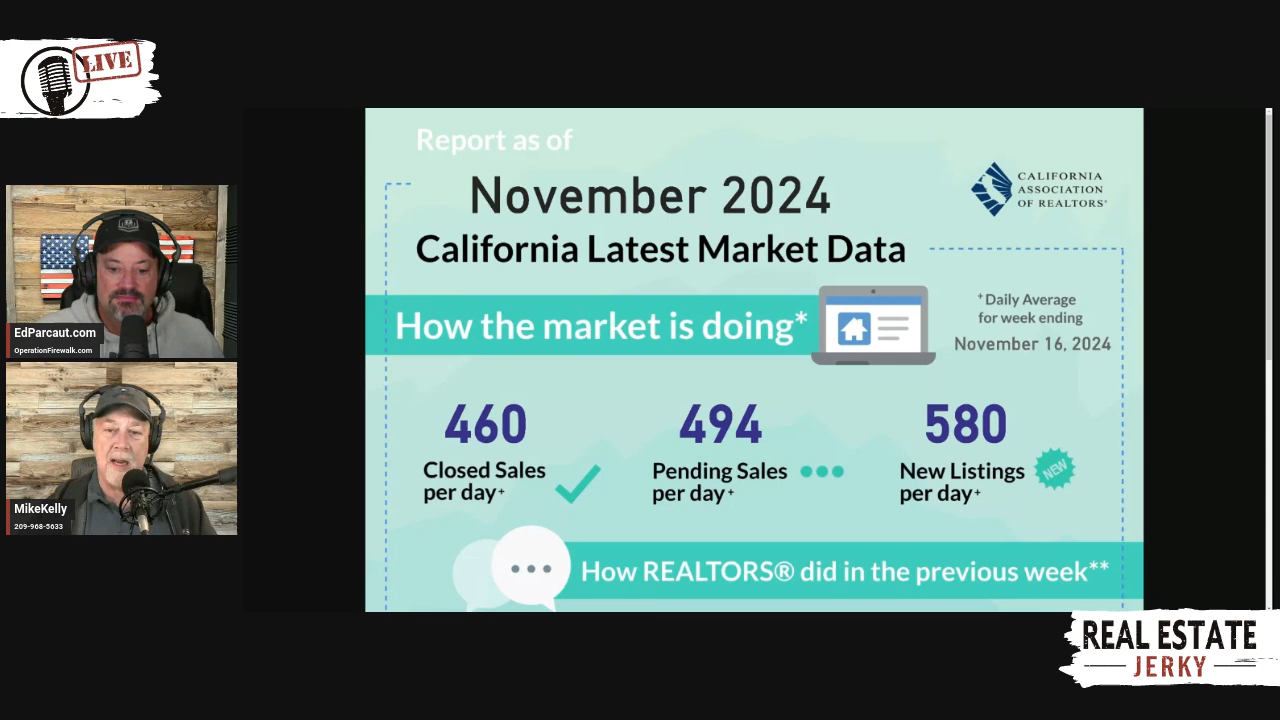 LIVE
Report as of
November 2024
California Latest Market Data
CALIFORNIA
ASSOCIATION
OF REALTORS®
How the market is doing*
+Daily Average
for week ending
November 16, 2024
460
Closed Sales
per day+
494
Pending Sales
per day+
580
New Listings
per day+
NEW
How REALTORS® did in the previous week**
EdParcaut.com
OperationFirewalk.com
MikeKelly
209-968-5633
REAL ESTATE
JERKY